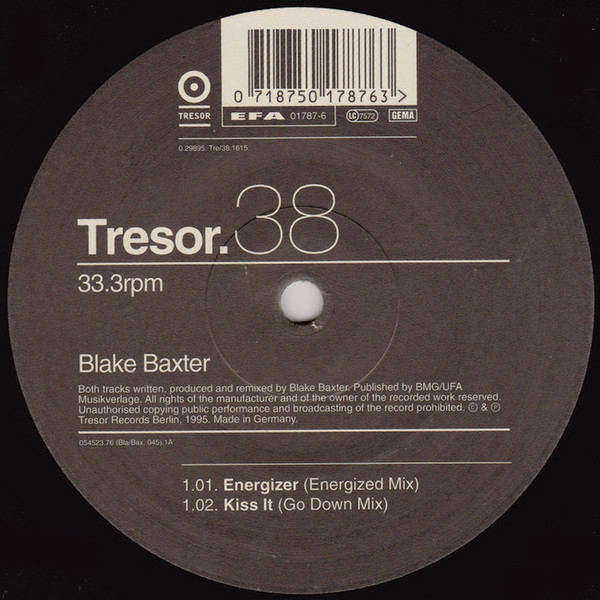 0 718750 178763 >
TRESOR
EFA 01787-6 LC 7572 GEMA
0.29895. Tre/38.1615.
Tresor.38
33.3rpm
Blake Baxter
Both tracks written, produced and remixed by Blake Baxter. Published by BMG/UFA
Musikverlage. All rights of the manufacturer and of the owner of the recorded work reserved.
Unauthorised copying public performance and broadcasting of the record prohibited. © & ℗
Tresor Records Berlin, 1995. Made in Germany.
054523.76 (Bla/Bax. 045).1A
1.01. Energizer (Energized Mix)
1.02. Kiss It (Go Down Mix)